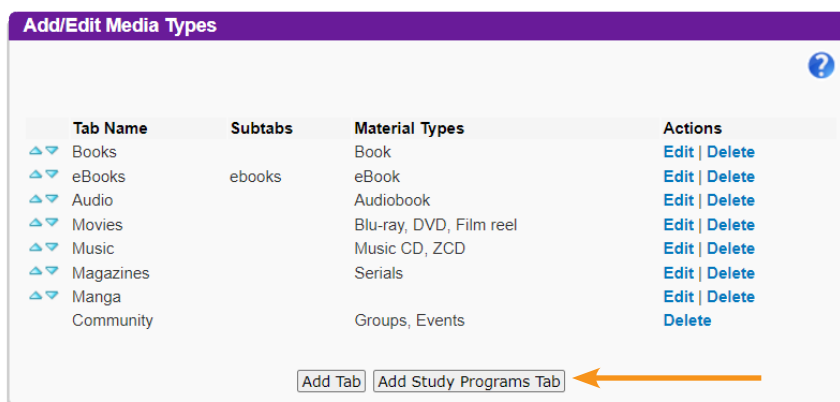 Add/Edit Media Types
?
Tab Name Subtabs Material Types Actions
Books Book Edit | Delete
eBooks ebooks eBook Edit | Delete
Audio Audiobook Edit | Delete
Movies Blu-ray, DVD, Film reel Edit | Delete
Music Music CD, ZCD Edit | Delete
Magazines Serials Edit | Delete
Manga Edit | Delete
Community Groups, Events Delete
Add Tab Add Study Programs Tab